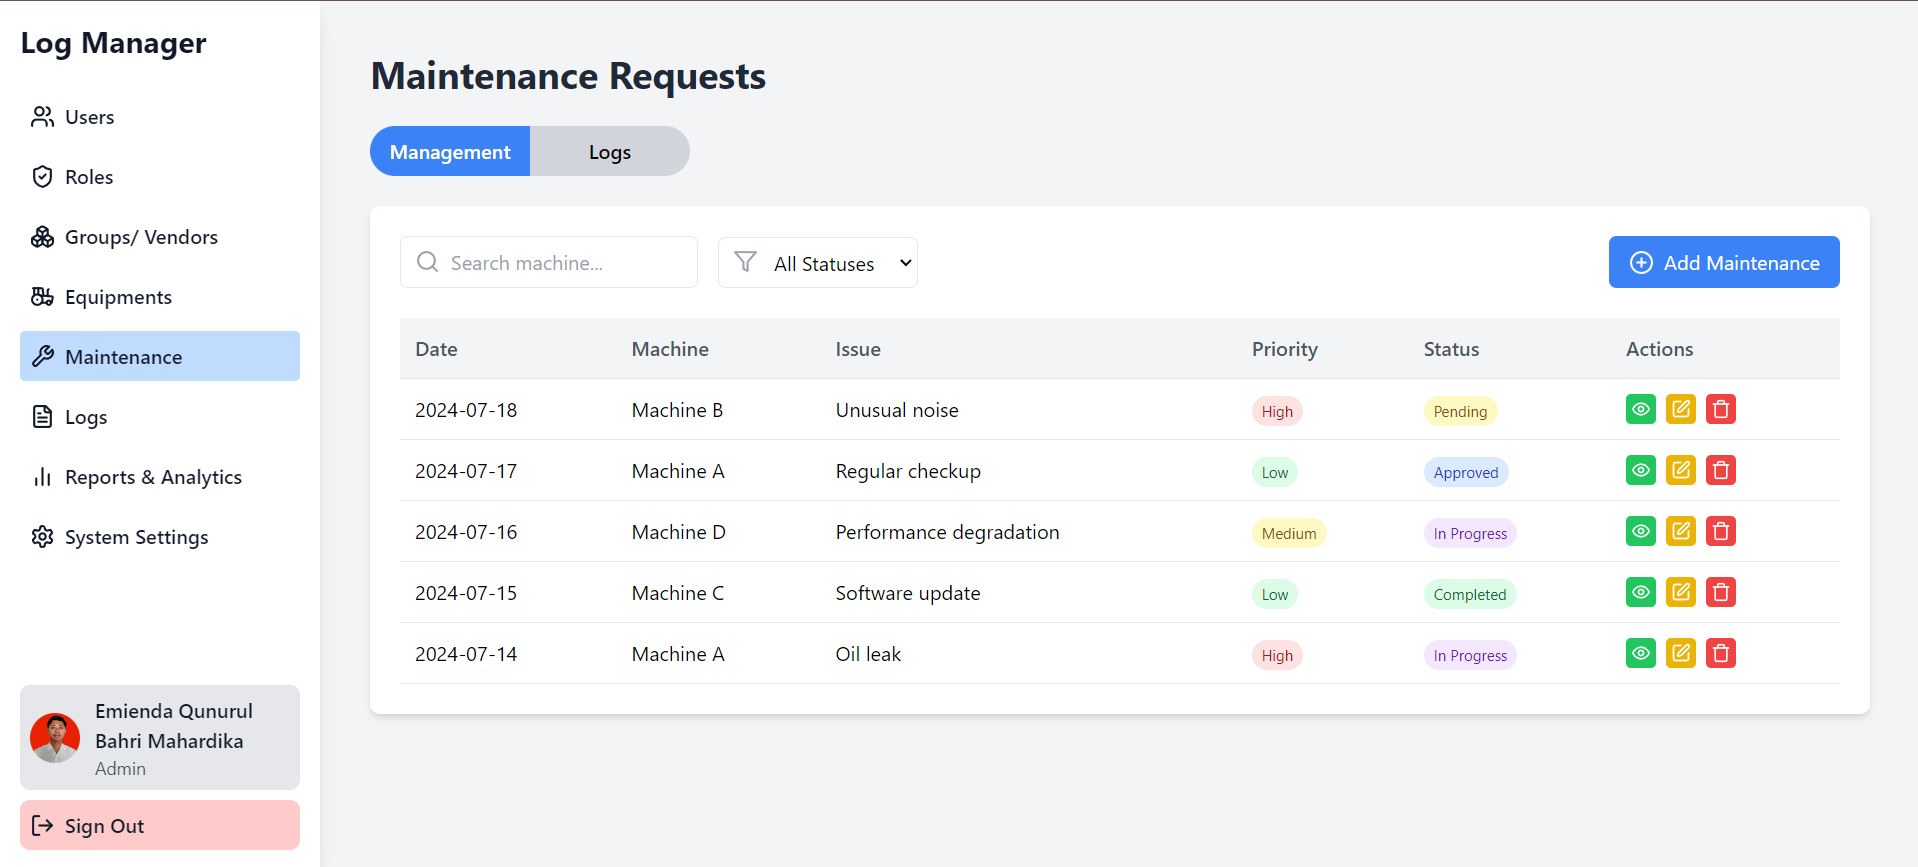 Log Manager
Users
Roles
Groups/ Vendors
Equipments
Maintenance
Logs
Reports & Analytics
System Settings
Emienda Qunurul
Bahri Mahardika
Admin
Sign Out
Maintenance Requests
Management Logs
Search machine... All Statuses Add Maintenance
Date Machine Issue Priority Status Actions
2024-07-18 Machine B Unusual noise High Pending
2024-07-17 Machine A Regular checkup Low Approved
2024-07-16 Machine D Performance degradation Medium In Progress
2024-07-15 Machine C Software update Low Completed
2024-07-14 Machine A Oil leak High In Progress